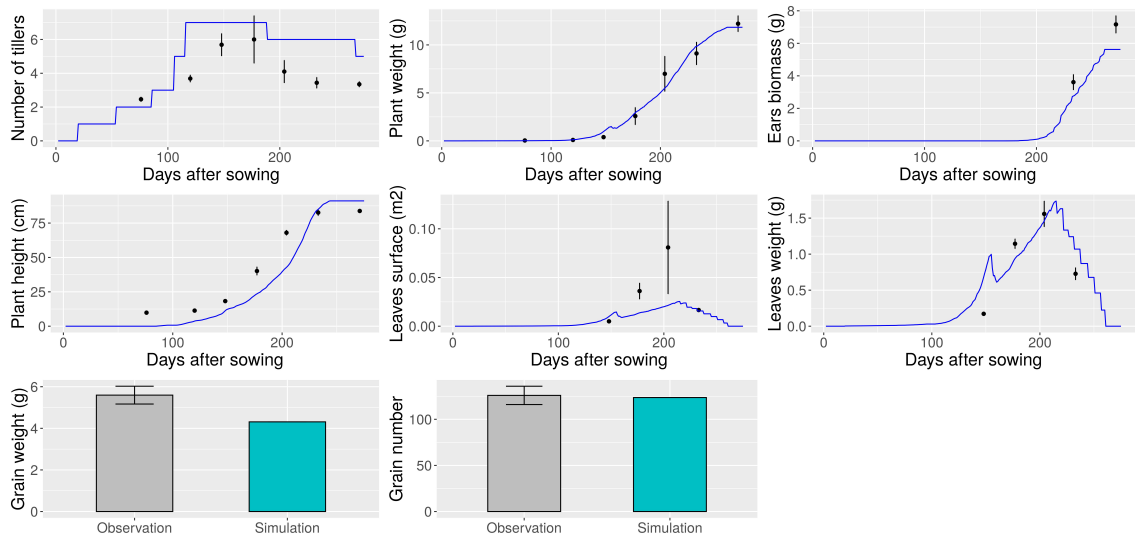 Number of tillers
0
2
4
6
0 100 200
Days after sowing
Plant weight (g)
0
5
10
0 100 200
Days after sowing
Ears biomass (g)
0
2
4
6
8
0 100 200
Days after sowing
Plant height (cm)
0
25
50
75
0 100 200
Days after sowing
Leaves surface (m2)
0.00
0.05
0.10
0 100 200
Days after sowing
Leaves weight (g)
0.0
0.5
1.0
1.5
0 100 200
Days after sowing
Grain weight (g)
0
2
4
6
Observation Simulation
Grain number
0
50
100
Observation Simulation